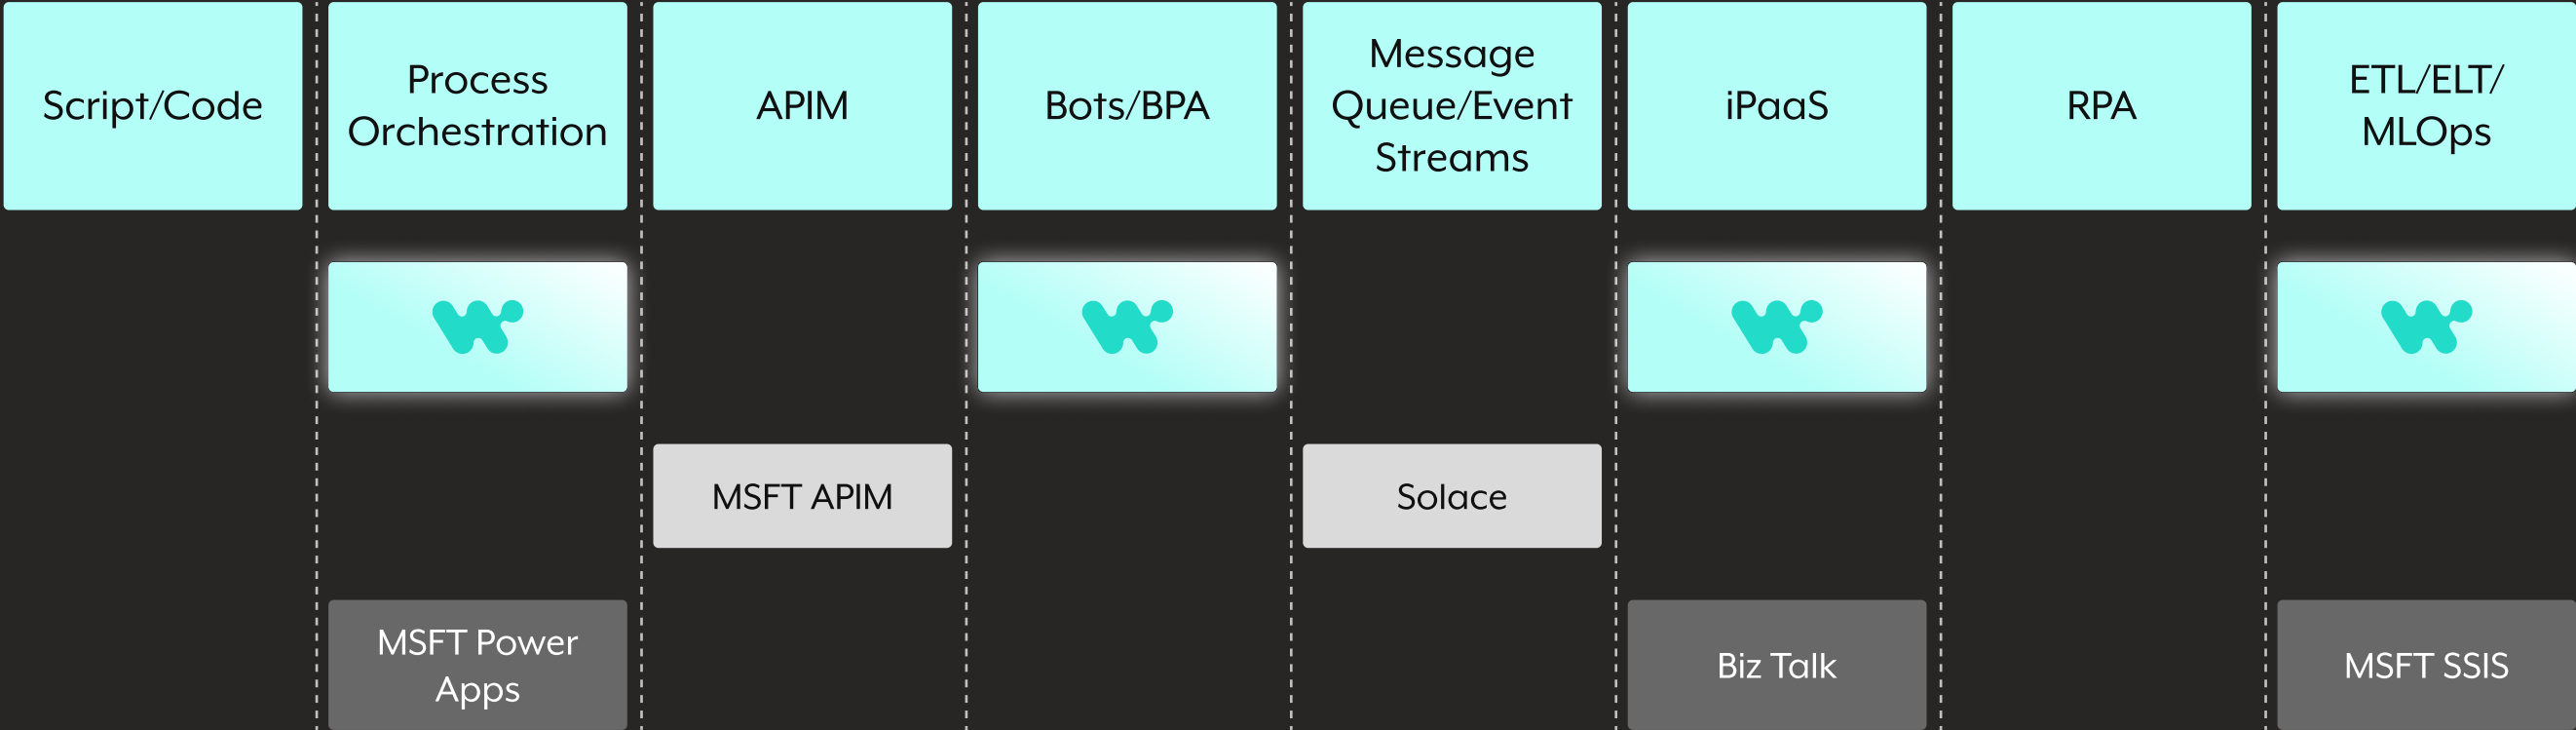 Script/Code
Process
Orchestration
APIM
Bots/BPA
Message
Queue/Event
Streams
iPaaS
RPA
ETL/ELT/
MLOps
MSFT APIM
Solace
MSFT Power
Apps
Biz Talk
MSFT SSIS